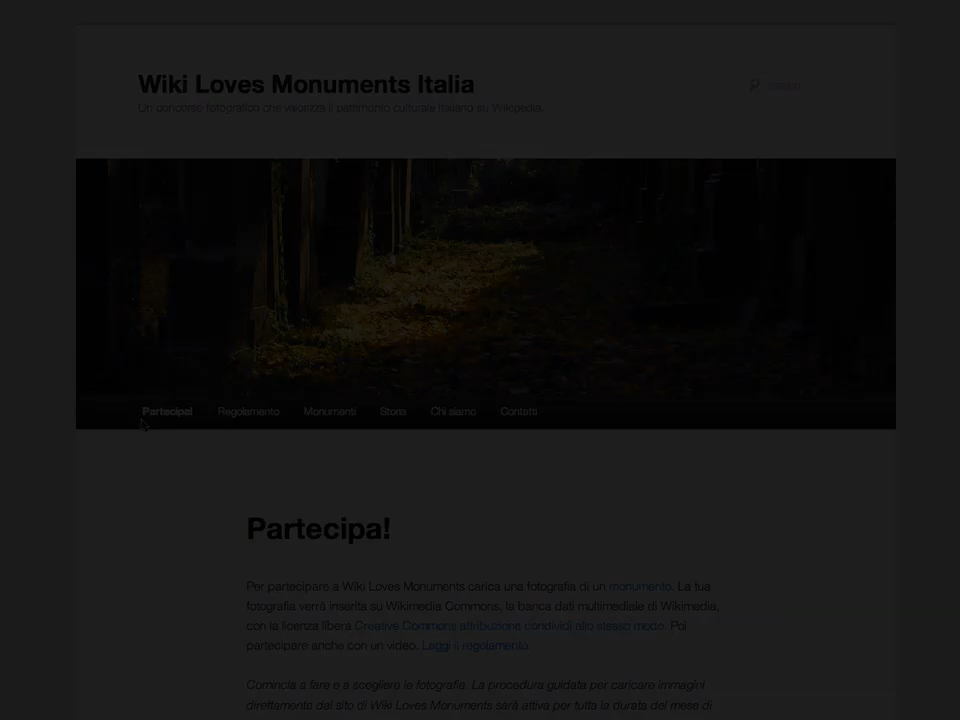 Wiki Loves Monuments Italia
Un concorso fotografico che valorizza il patrimonio culturale italiano su Wikipedia.
Partecipa!
Regolamento
Monumenti
Storia
Chi siamo
Contatti
Partecipa!
Per partecipare a Wiki Loves Monuments carica una fotografia di un monumento. La tua
fotografia verrà inserita su Wikimedia Commons, la banca dati multimediale di Wikimedia,
con la licenza libera Creative Commons attribuzione condividi allo stesso modo. Poi
partecipare anche con un video. Leggi il regolamento.
Comincia a fare e a scegliere le fotografie. La procedura guidata per caricare immagini
direttamente dal sito di Wiki Loves Monuments sarà attiva per tutta la durata del mese di